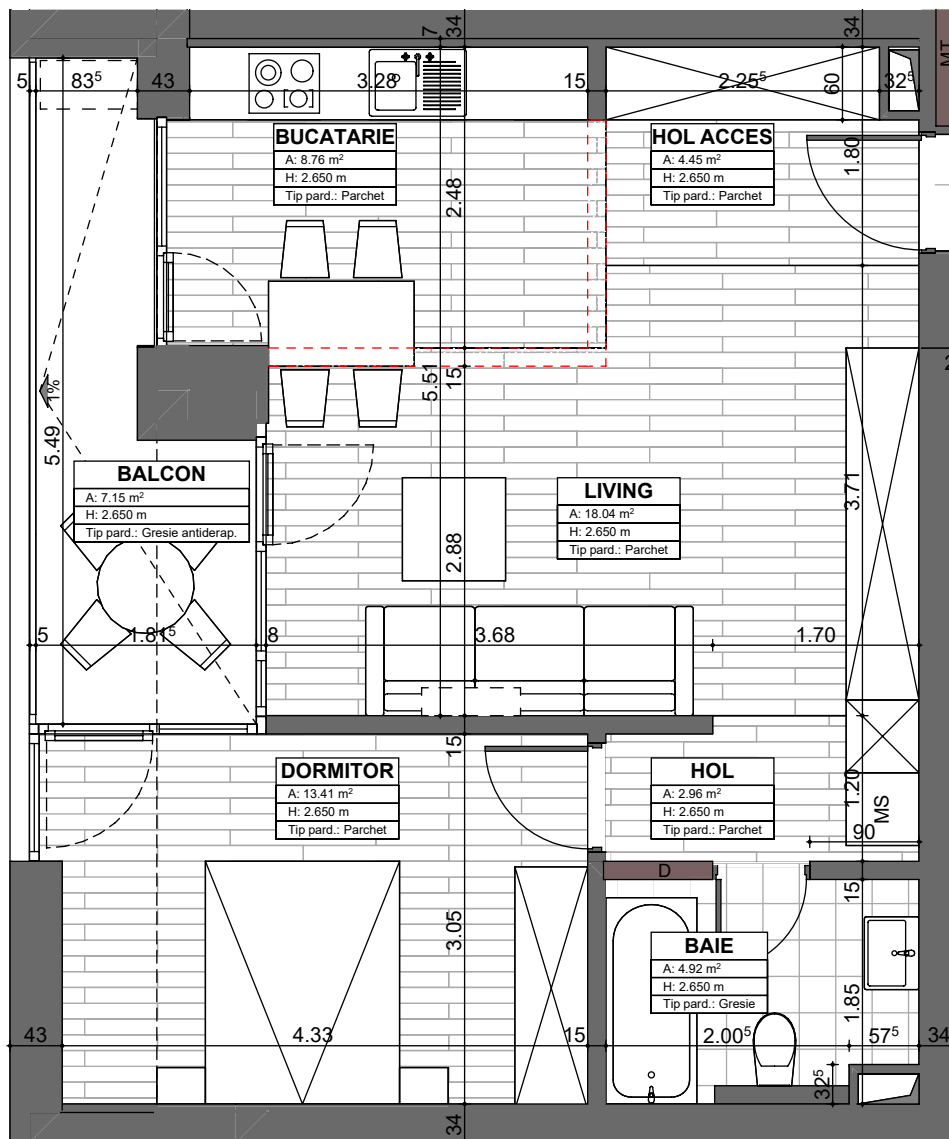 7
34
34
MT
5
83⁵
43
3.28
15
2.25⁵
60
32⁵
BUCATARIE
A: 8.76 m²
H: 2.650 m
Tip pard.: Parchet
HOL ACCES
A: 4.45 m²
H: 2.650 m
Tip pard.: Parchet
1.80
2.48
1%
5.49
5.51
15
2
BALCON
A: 7.15 m²
H: 2.650 m
Tip pard.: Gresie antiderap.
LIVING
A: 18.04 m²
H: 2.650 m
Tip pard.: Parchet
3.71
2.88
5
1.81⁵
8
3.68
1.70
15
DORMITOR
A: 13.41 m²
H: 2.650 m
Tip pard.: Parchet
HOL
A: 2.96 m²
H: 2.650 m
Tip pard.: Parchet
1.20
MS
90
D
15
3.05
BAIE
A: 4.92 m²
H: 2.650 m
Tip pard.: Gresie
1.85
43
4.33
15
2.00⁵
57⁵
34
32⁵
34